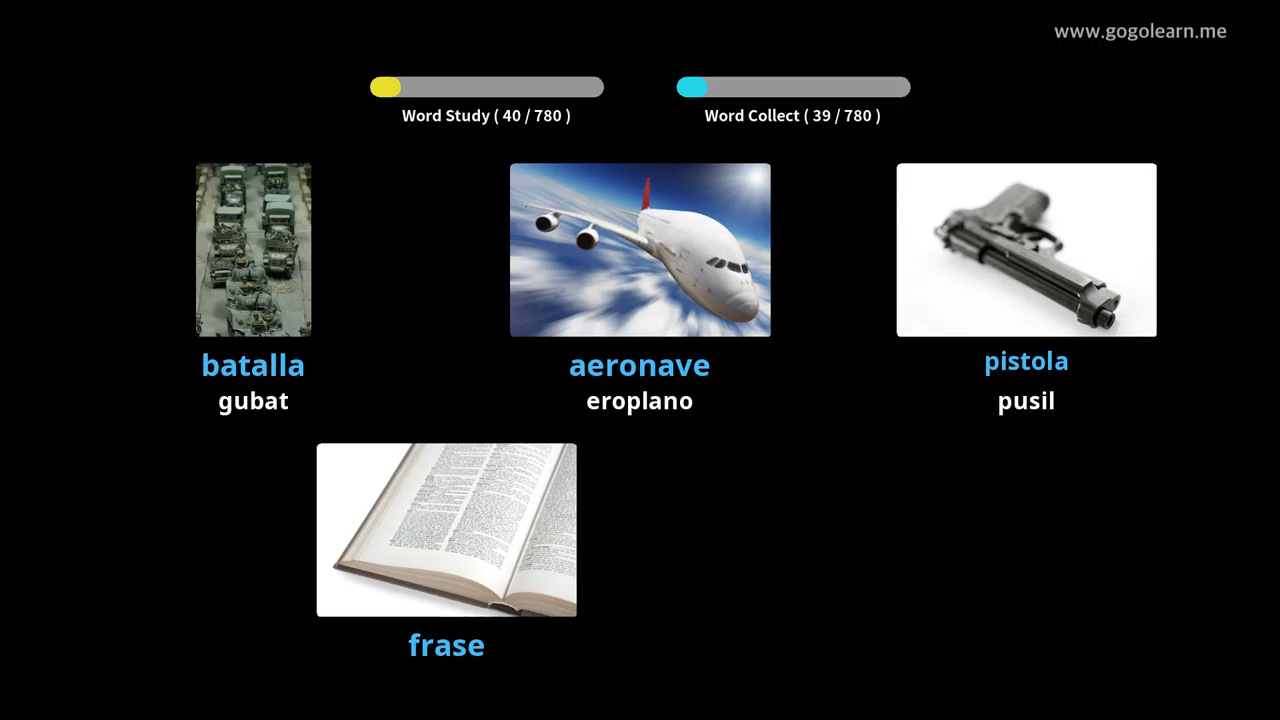 www.gogolearn.me
Word Study ( 40 / 780 )
Word Collect ( 39 / 780 )
batalla
gubat
aeronave
eroplano
pistola
pusil
frase